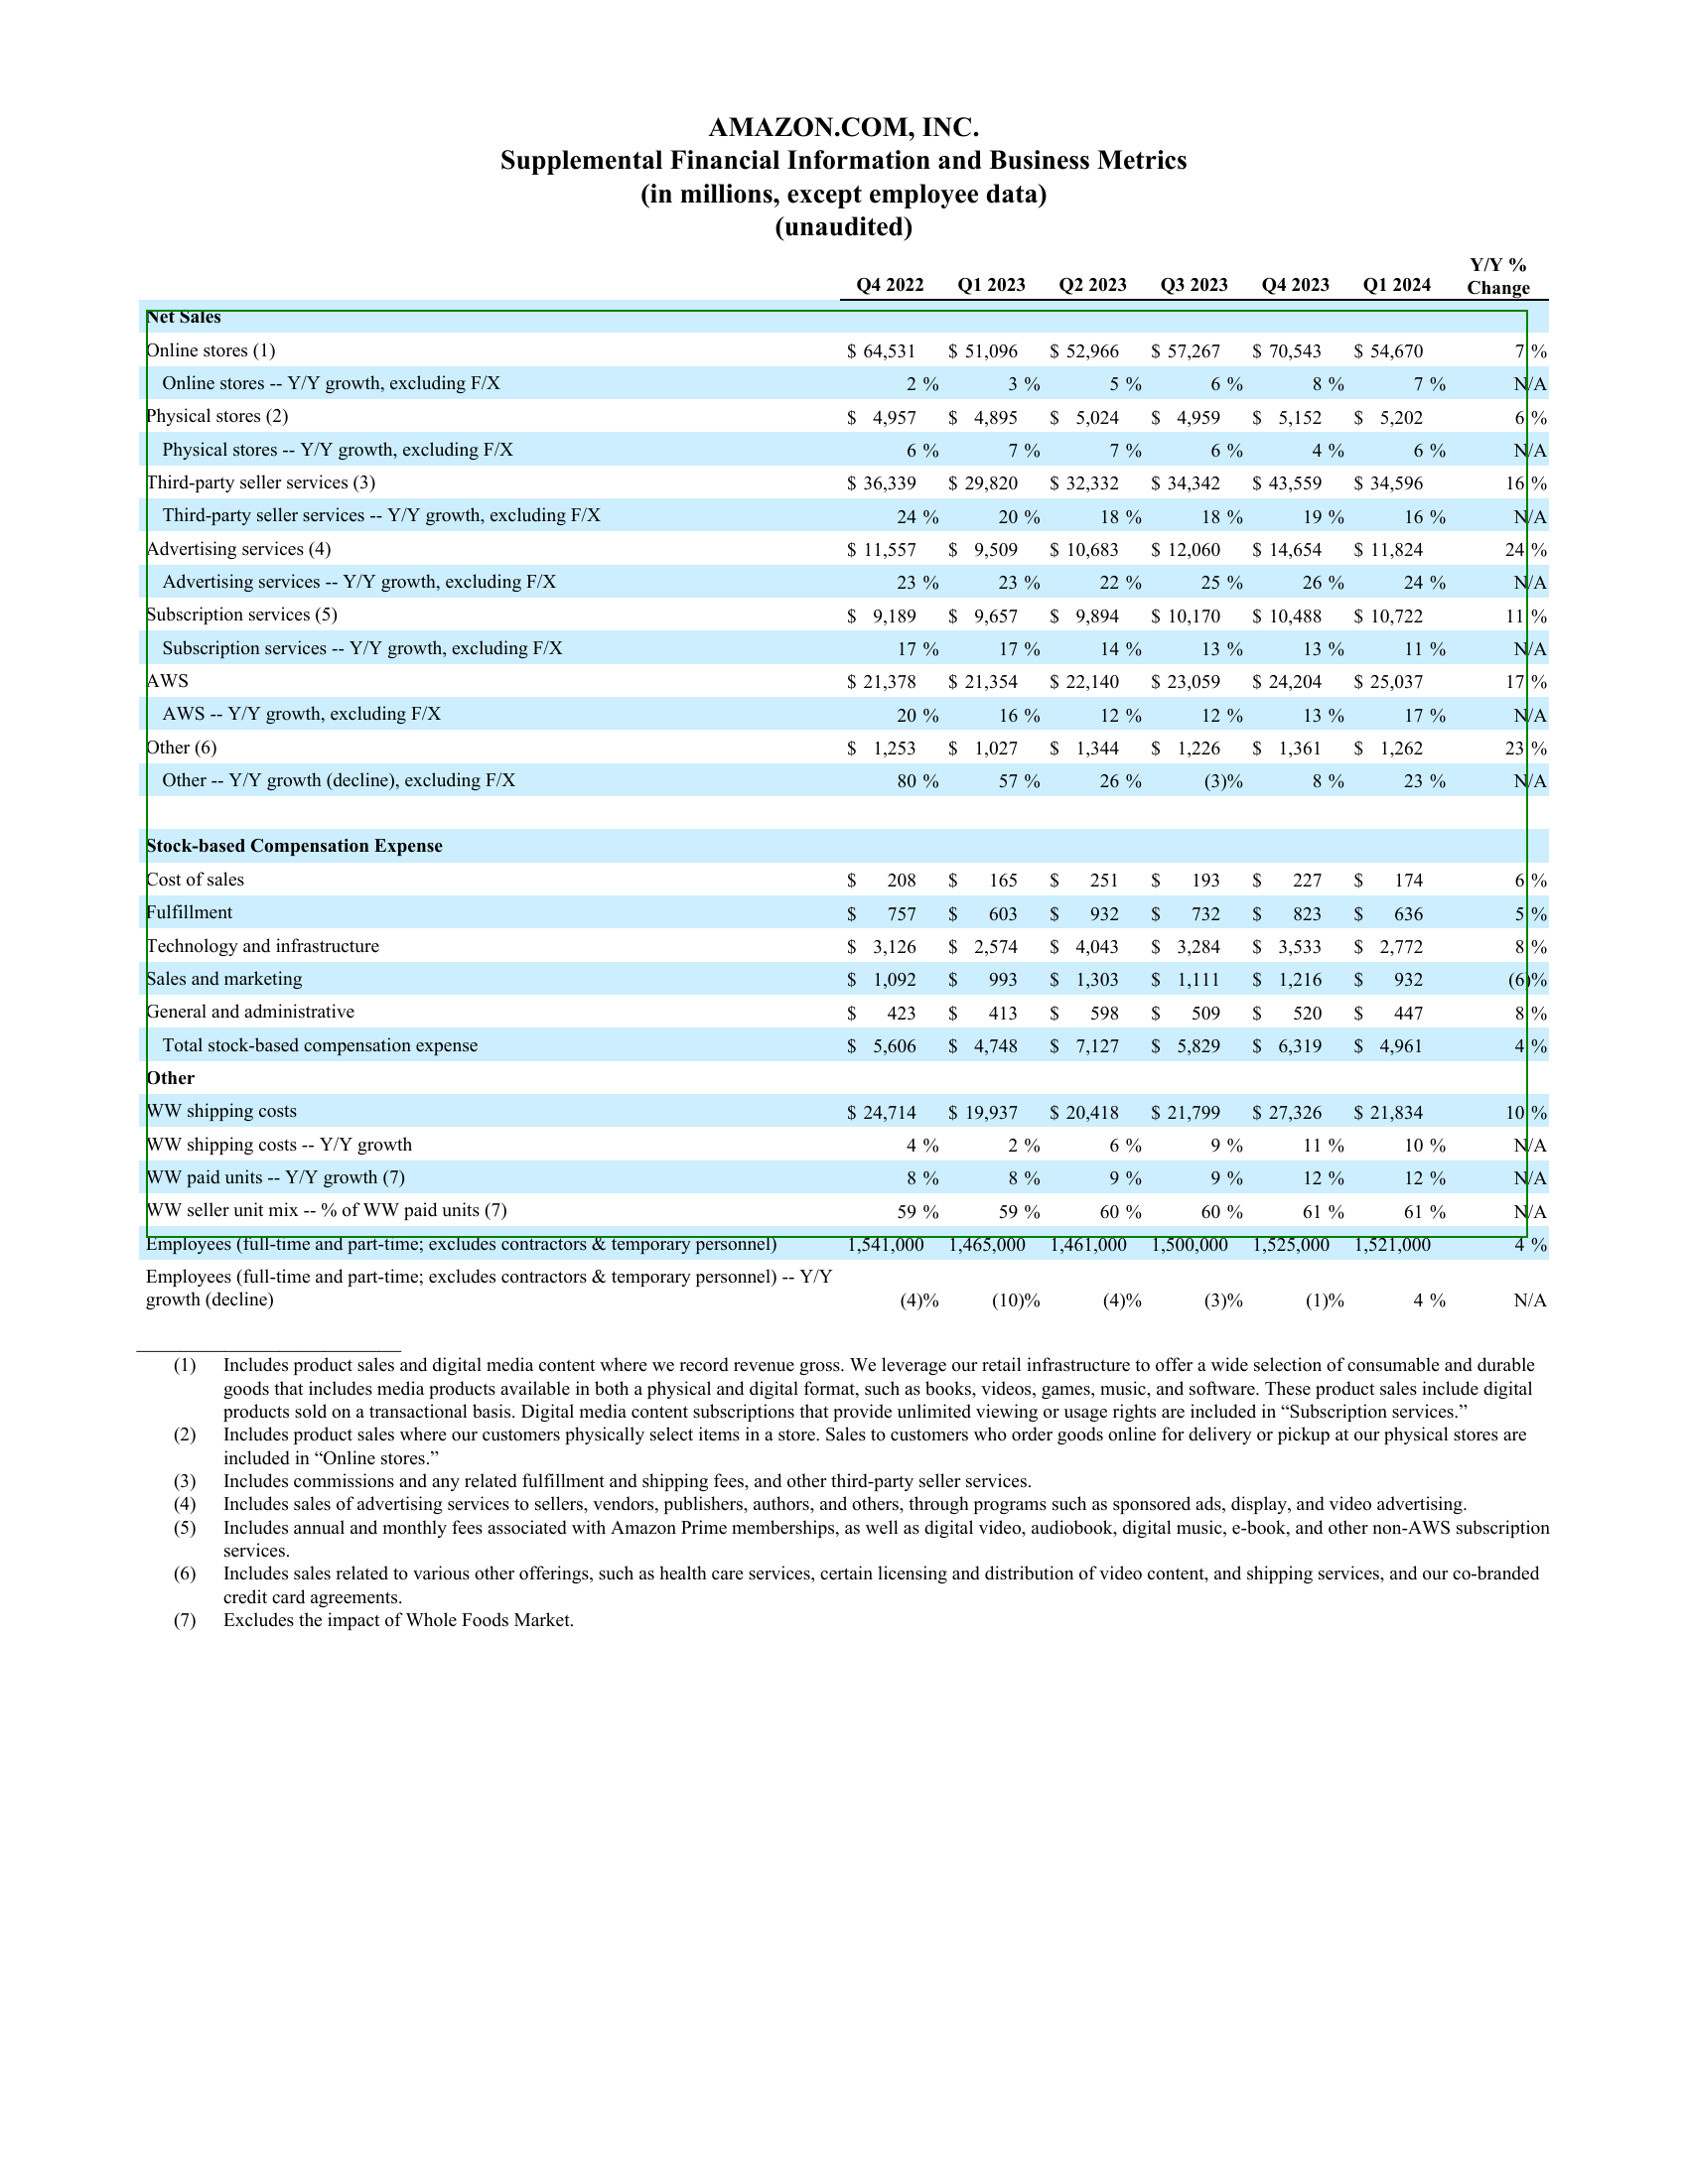 AMAZON.COM, INC.
Supplemental Financial Information and Business Metrics
(in millions, except employee data)
(unaudited)
Q4 2022 Q1 2023 Q2 2023 Q3 2023 Q4 2023 Q1 2024 Y/Y % Change
Net Sales
Online stores (1) $ 64,531 $ 51,096 $ 52,966 $ 57,267 $ 70,543 $ 54,670 7 %
Online stores -- Y/Y growth, excluding F/X 2 % 3 % 5 % 6 % 8 % 7 % N/A
Physical stores (2) $ 4,957 $ 4,895 $ 5,024 $ 4,959 $ 5,152 $ 5,202 6 %
Physical stores -- Y/Y growth, excluding F/X 6 % 7 % 7 % 6 % 4 % 6 % N/A
Third-party seller services (3) $ 36,339 $ 29,820 $ 32,332 $ 34,342 $ 43,559 $ 34,596 16 %
Third-party seller services -- Y/Y growth, excluding F/X 24 % 20 % 18 % 18 % 19 % 16 % N/A
Advertising services (4) $ 11,557 $ 9,509 $ 10,683 $ 12,060 $ 14,654 $ 11,824 24 %
Advertising services -- Y/Y growth, excluding F/X 23 % 23 % 22 % 25 % 26 % 24 % N/A
Subscription services (5) $ 9,189 $ 9,657 $ 9,894 $ 10,170 $ 10,488 $ 10,722 11 %
Subscription services -- Y/Y growth, excluding F/X 17 % 17 % 14 % 13 % 13 % 11 % N/A
AWS $ 21,378 $ 21,354 $ 22,140 $ 23,059 $ 24,204 $ 25,037 17 %
AWS -- Y/Y growth, excluding F/X 20 % 16 % 12 % 12 % 13 % 17 % N/A
Other (6) $ 1,253 $ 1,027 $ 1,344 $ 1,226 $ 1,361 $ 1,262 23 %
Other -- Y/Y growth (decline), excluding F/X 80 % 57 % 26 % (3)% 8 % 23 % N/A
Stock-based Compensation Expense
Cost of sales $ 208 $ 165 $ 251 $ 193 $ 227 $ 174 6 %
Fulfillment $ 757 $ 603 $ 932 $ 732 $ 823 $ 636 5 %
Technology and infrastructure $ 3,126 $ 2,574 $ 4,043 $ 3,284 $ 3,533 $ 2,772 8 %
Sales and marketing $ 1,092 $ 993 $ 1,303 $ 1,111 $ 1,216 $ 932 (6)%
General and administrative $ 423 $ 413 $ 598 $ 509 $ 520 $ 447 8 %
Total stock-based compensation expense $ 5,606 $ 4,748 $ 7,127 $ 5,829 $ 6,319 $ 4,961 4 %
Other
WW shipping costs $ 24,714 $ 19,937 $ 20,418 $ 21,799 $ 27,326 $ 21,834 10 %
WW shipping costs -- Y/Y growth 4 % 2 % 6 % 9 % 11 % 10 % N/A
WW paid units -- Y/Y growth (7) 8 % 8 % 9 % 9 % 12 % 12 % N/A
WW seller unit mix -- % of WW paid units (7) 59 % 59 % 60 % 60 % 61 % 61 % N/A
Employees (full-time and part-time; excludes contractors & temporary personnel) 1,541,000 1,465,000 1,461,000 1,500,000 1,525,000 1,521,000 4 %
Employees (full-time and part-time; excludes contractors & temporary personnel) -- Y/Y
growth (decline) (4)% (10)% (4)% (3)% (1)% 4 % N/A
(1) Includes product sales and digital media content where we record revenue gross. We leverage our retail infrastructure to offer a wide selection of consumable and durable
goods that includes media products available in both a physical and digital format, such as books, videos, games, music, and software. These product sales include digital
products sold on a transactional basis. Digital media content subscriptions that provide unlimited viewing or usage rights are included in “Subscription services.”
(2) Includes product sales where our customers physically select items in a store. Sales to customers who order goods online for delivery or pickup at our physical stores are
included in “Online stores.”
(3) Includes commissions and any related fulfillment and shipping fees, and other third-party seller services.
(4) Includes sales of advertising services to sellers, vendors, publishers, authors, and others, through programs such as sponsored ads, display, and video advertising.
(5) Includes annual and monthly fees associated with Amazon Prime memberships, as well as digital video, audiobook, digital music, e-book, and other non-AWS subscription
services.
(6) Includes sales related to various other offerings, such as health care services, certain licensing and distribution of video content, and shipping services, and our co-branded
credit card agreements.
(7) Excludes the impact of Whole Foods Market.